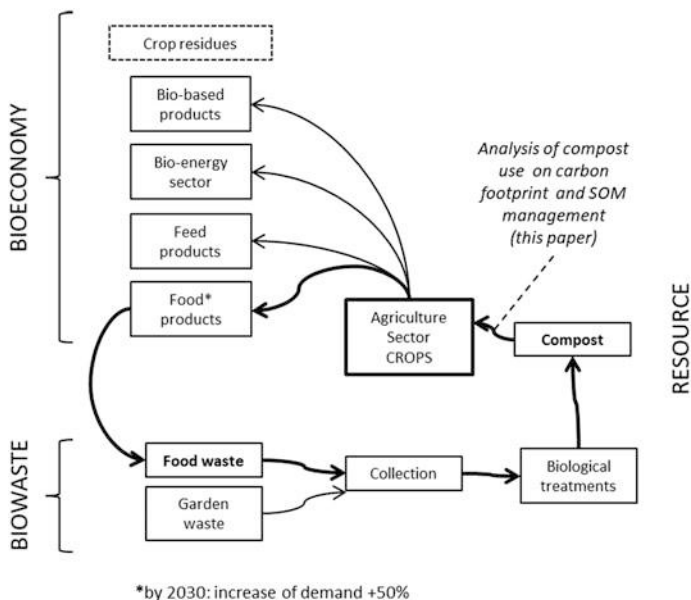 BIOECONOMY
Crop residues
Bio-based
products
Bio-energy
sector
Feed
products
Food*
products
Agriculture
Sector
CROPS
Analysis of compost
use on carbon
footprint and SOM
management
(this paper)
Compost
RESOURCE
BIOWASTE
Food waste
Garden
waste
Collection
Biological
treatments
*by 2030: increase of demand +50%